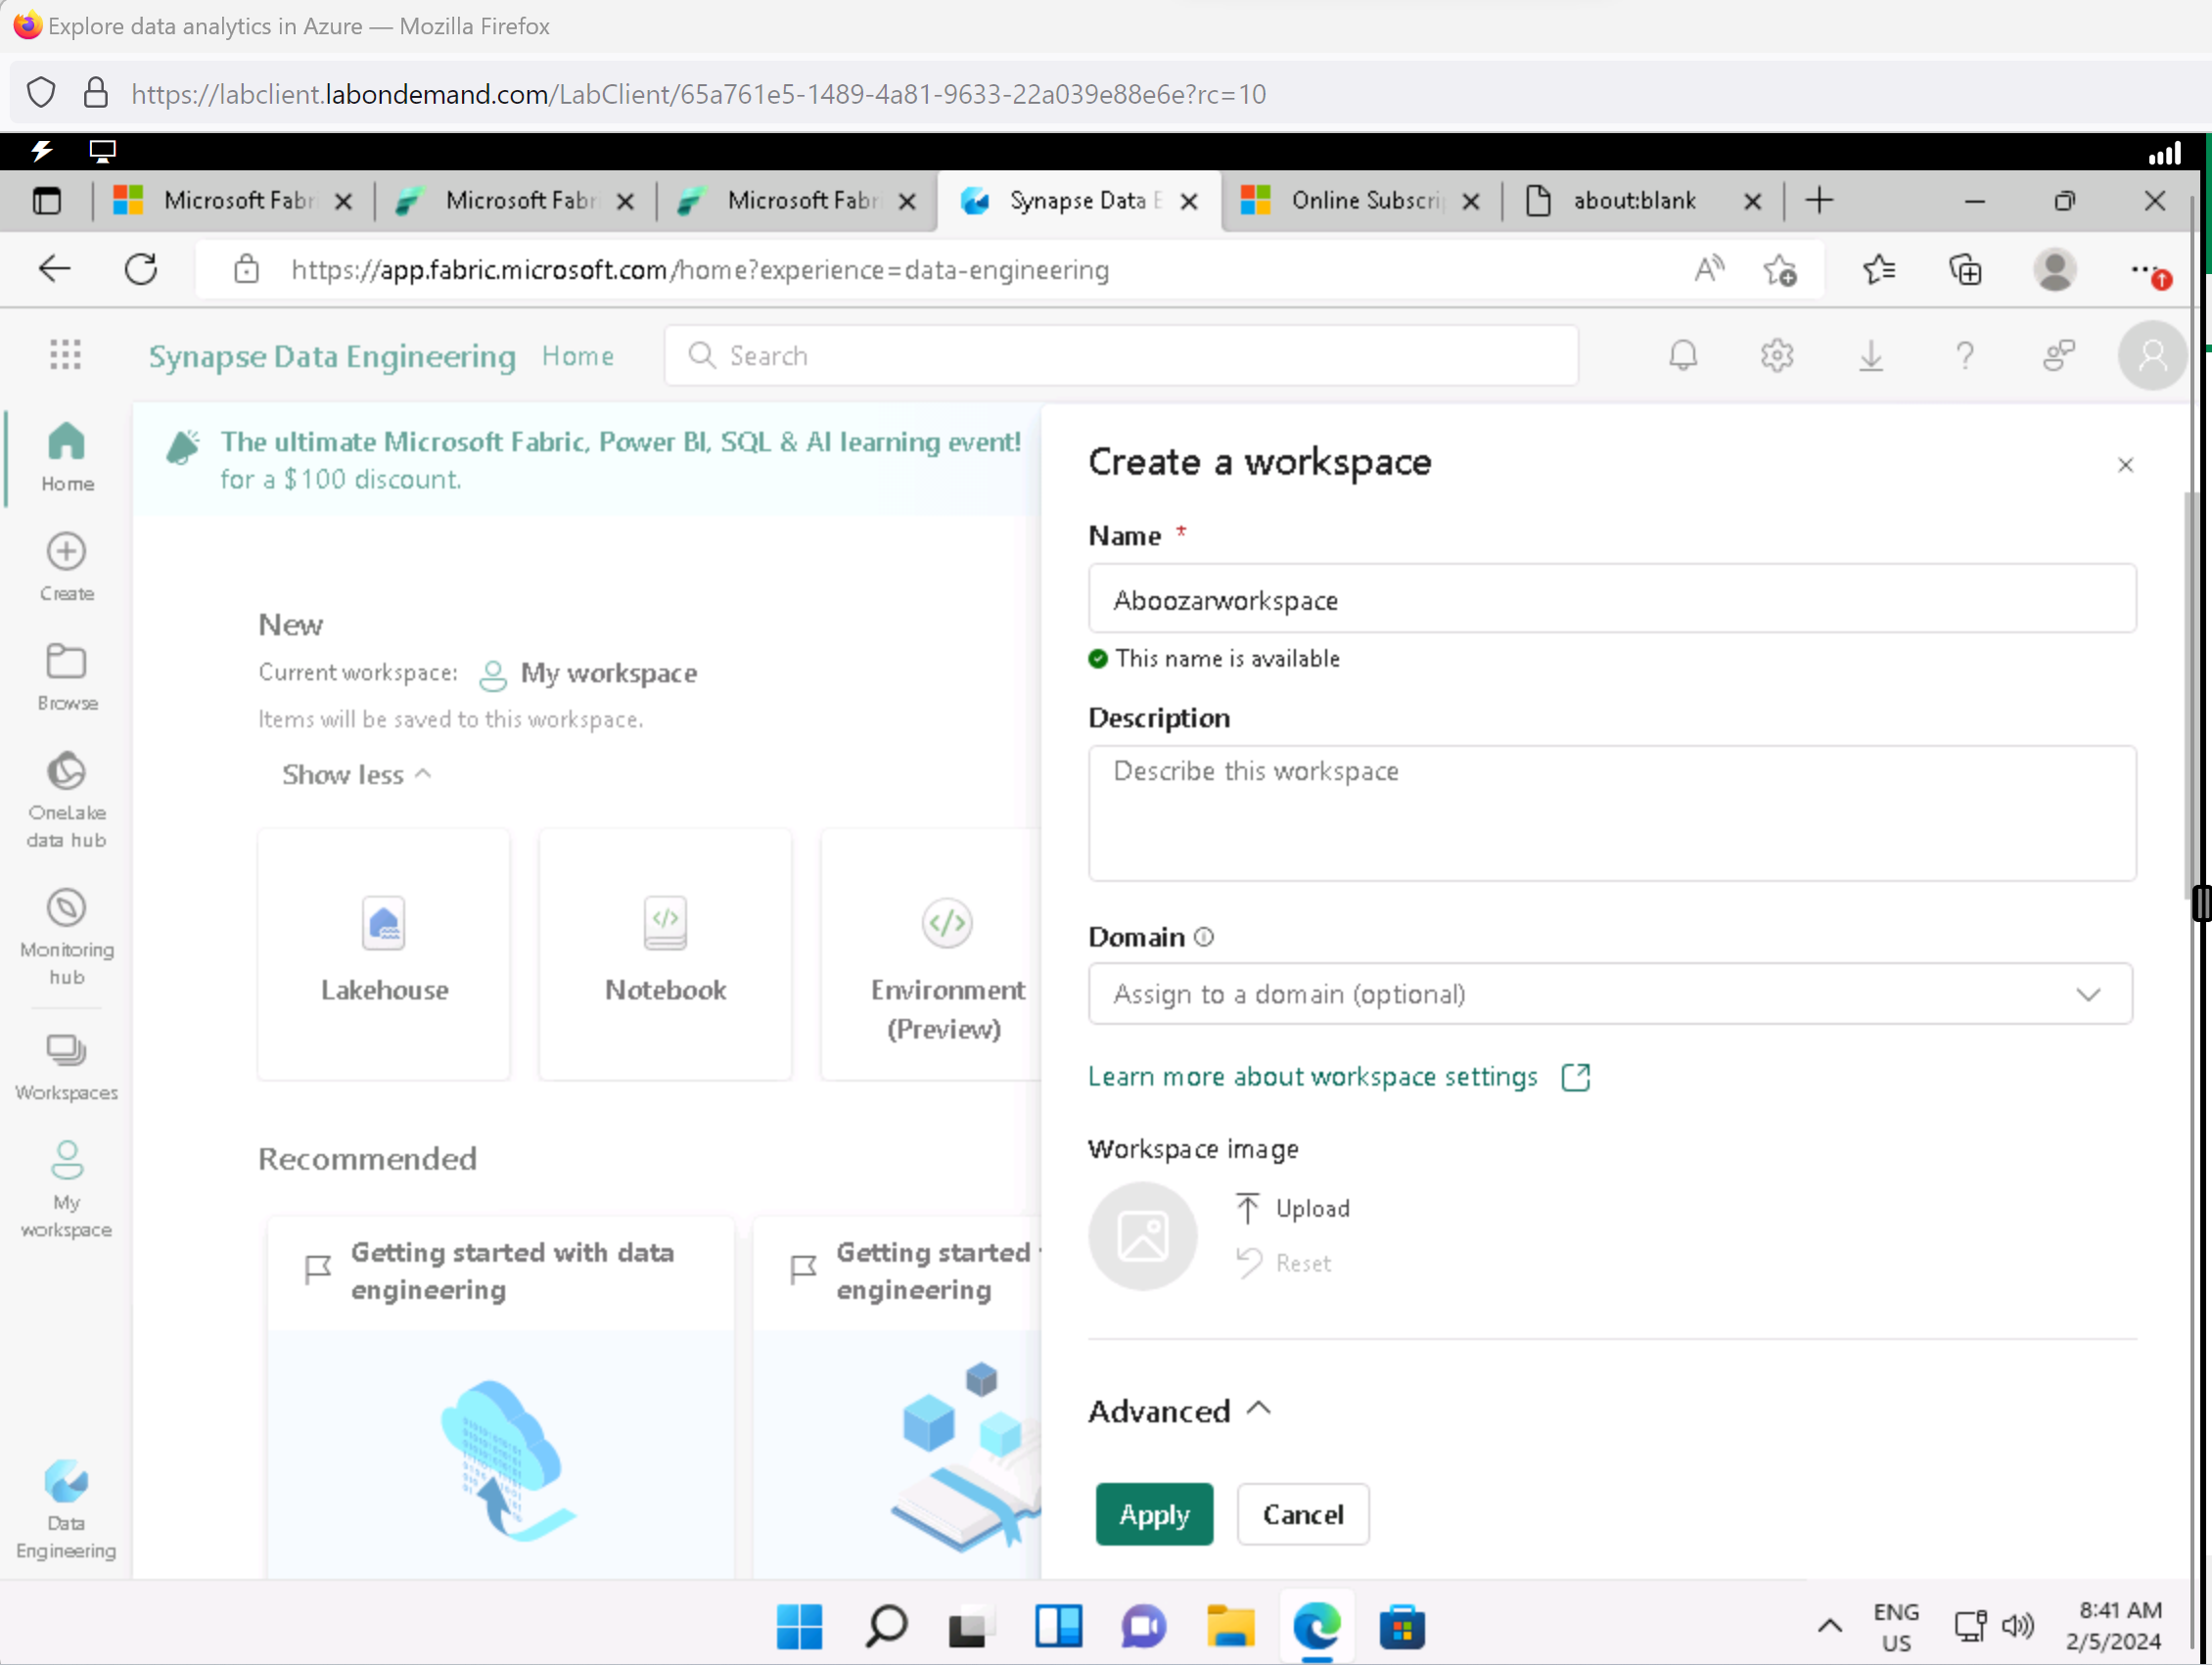 Explore data analytics in Azure — Mozilla Firefox
https://labclient.labondemand.com/LabClient/65a761e5-1489-4a81-9633-22a039e88e6e?rc=10
Microsoft Fabr
Microsoft Fabr
Microsoft Fabr
Synapse Data E
Online Subscri
about:blank
https://app.fabric.microsoft.com/home?experience=data-engineering
Synapse Data Engineering
Home
Search
Home
Create
Browse
OneLake
data hub
Monitoring
hub
Workspaces
My
workspace
Data
Engineering
The ultimate Microsoft Fabric, Power BI, SQL & AI learning event!
for a $100 discount.
New
Current workspace: My workspace
Items will be saved to this workspace.
Show less
Lakehouse
Notebook
Environment
(Preview)
Recommended
Getting started with data
engineering
Getting started
engineering
Create a workspace
Name *
Aboozarworkspace
This name is available
Description
Describe this workspace
Domain
Assign to a domain (optional)
Learn more about workspace settings
Workspace image
Upload
Reset
Advanced
Apply
Cancel
ENG
US
8:41 AM
2/5/2024